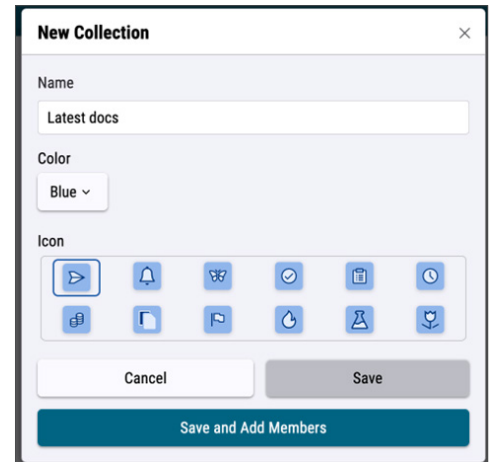 New Collection
Name
Latest docs
Color
Blue
Icon
Cancel
Save
Save and Add Members